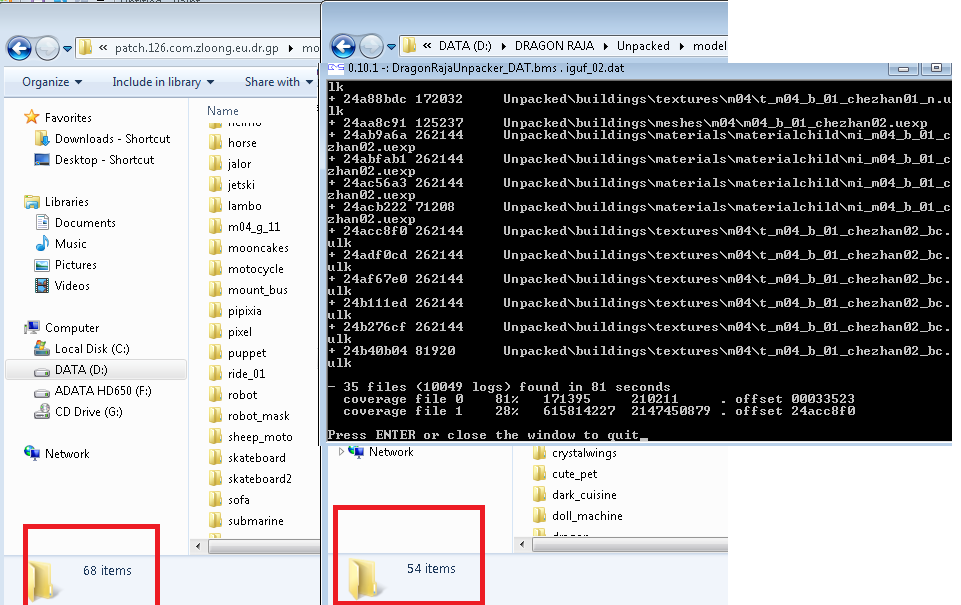 patch.126.com.zloong.eu.dr.gp ▸ mo
Organize ▾ Include in library ▾ Share with ▾
Favorites
Downloads - Shortcut
Desktop - Shortcut
Libraries
Documents
Music
Pictures
Videos
Computer
Local Disk (C:)
DATA (D:)
ADATA HD650 (F:)
CD Drive (G:)
Network
Name
horse
jalor
jetski
lambo
m04_g_11
mooncakes
motocycle
mount_bus
pipixia
pixel
puppet
ride_01
robot
robot_mask
sheep_moto
skateboard
skateboard2
sofa
submarine
68 items
« DATA (D:) ▸ DRAGON RAJA ▸ Unpacked ▸ model
0.10.1 -: DragonRajaUnpacker_DAT.bms . iguf_02.dat
lk
+ 24a88bdc 172032 Unpacked\buildings\textures\m04\t_m04_b_01_chezhan01_n.u
lk
+ 24aa8c91 125237 Unpacked\buildings\meshes\m04\m04_b_01_chezhan02.uexp
+ 24ab9a6a 262144 Unpacked\buildings\materials\materialchild\mi_m04_b_01_c
zhan02.uexp
+ 24abfab1 262144 Unpacked\buildings\materials\materialchild\mi_m04_b_01_c
zhan02.uexp
+ 24ac56a3 262144 Unpacked\buildings\materials\materialchild\mi_m04_b_01_c
zhan02.uexp
+ 24acb222 71208 Unpacked\buildings\materials\materialchild\mi_m04_b_01_c
zhan02.uexp
+ 24acc8f0 262144 Unpacked\buildings\textures\m04\t_m04_b_01_chezhan02_bc.
ulk
+ 24adf0cd 262144 Unpacked\buildings\textures\m04\t_m04_b_01_chezhan02_bc.
ulk
+ 24af67e0 262144 Unpacked\buildings\textures\m04\t_m04_b_01_chezhan02_bc.
ulk
+ 24b111ed 262144 Unpacked\buildings\textures\m04\t_m04_b_01_chezhan02_bc.
ulk
+ 24b276cf 262144 Unpacked\buildings\textures\m04\t_m04_b_01_chezhan02_bc.
ulk
+ 24b40b04 81920 Unpacked\buildings\textures\m04\t_m04_b_01_chezhan02_bc.
ulk
- 35 files (10049 logs) found in 81 seconds
coverage file 0 81% 171395 210211 . offset 00033523
coverage file 1 28% 615814227 2147450879 . offset 24acc8f0
Press ENTER or close the window to quit_
Network
crystalwings
cute_pet
dark_cuisine
doll_machine
54 items